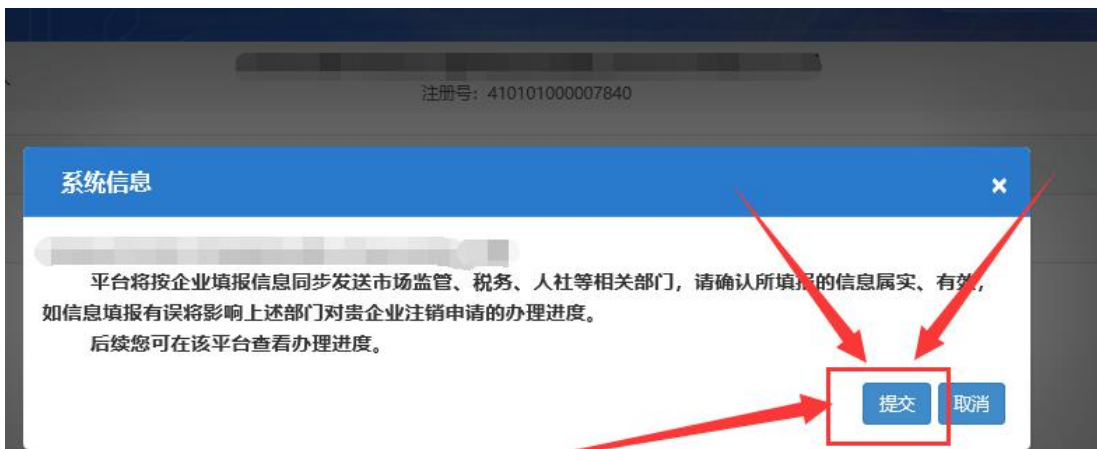 注册号：410101000007840
系统信息
×
平台将按企业填报信息同步发送市场监管、税务、人社等相关部门，请确认所填报的信息属实、有效，
如信息填报有误将影响上述部门对贵企业注销申请的办理进度。
后续您可在该平台查看办理进度。
提交 取消